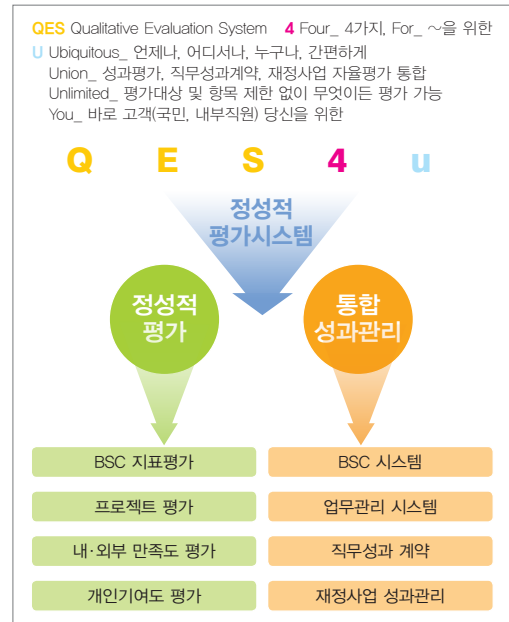 QES Qualitative Evaluation System 4 Four_ 4가지, For_ ～을 위한
U Ubiquitous_ 언제나, 어디서나, 누구나, 간편하게
Union_ 성과평가, 직무성과계약, 재정사업 자율평가 통합
Unlimited_ 평가대상 및 항목 제한 없이 무엇이든 평가 가능
You_ 바로 고객(국민, 내부직원) 당신을 위한
Q E S 4 u
정성적
평가시스템
정성적
평가
통합
성과관리
BSC 지표평가
BSC 시스템
프로젝트 평가
업무관리 시스템
내·외부 만족도 평가
직무성과 계약
개인기여도 평가
재정사업 성과관리